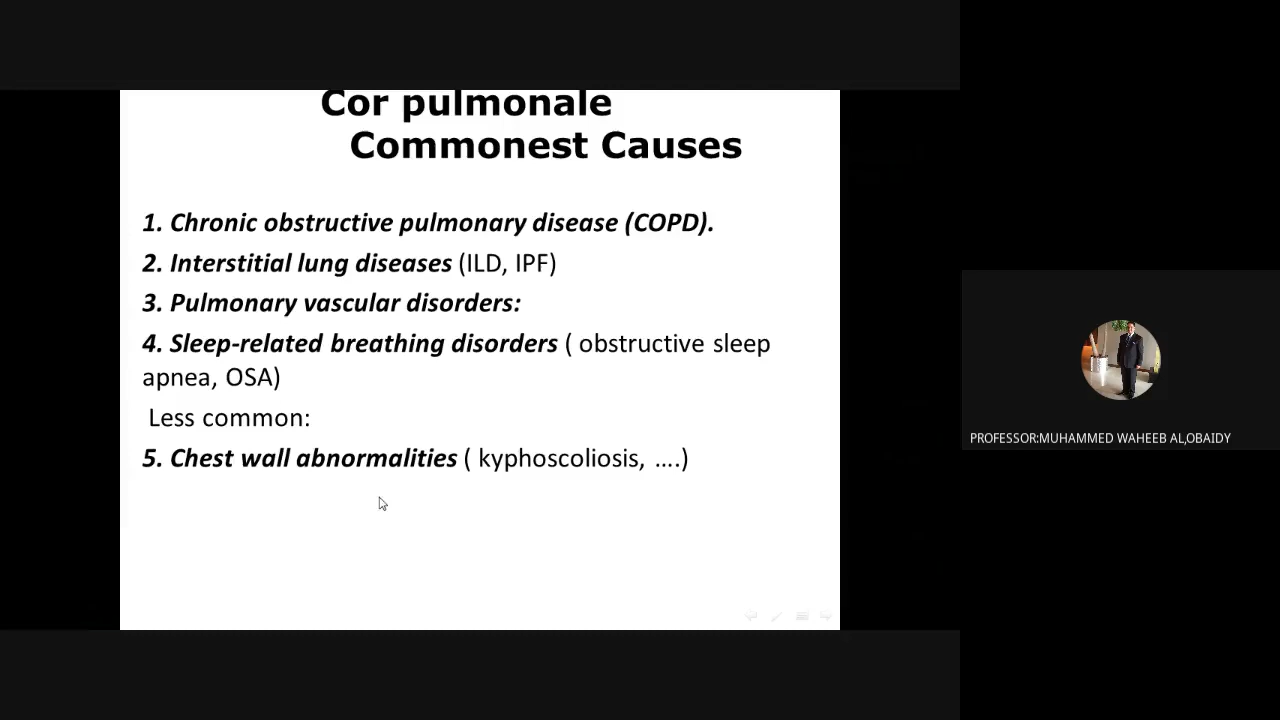 Cor pulmonale
Commonest Causes
1. Chronic obstructive pulmonary disease (COPD).
2. Interstitial lung diseases (ILD, IPF)
3. Pulmonary vascular disorders:
4. Sleep-related breathing disorders ( obstructive sleep
apnea, OSA)
Less common:
5. Chest wall abnormalities ( kyphoscoliosis, ....)
PROFESSOR:MUHAMMED WAHEEB AL,OBAIDY